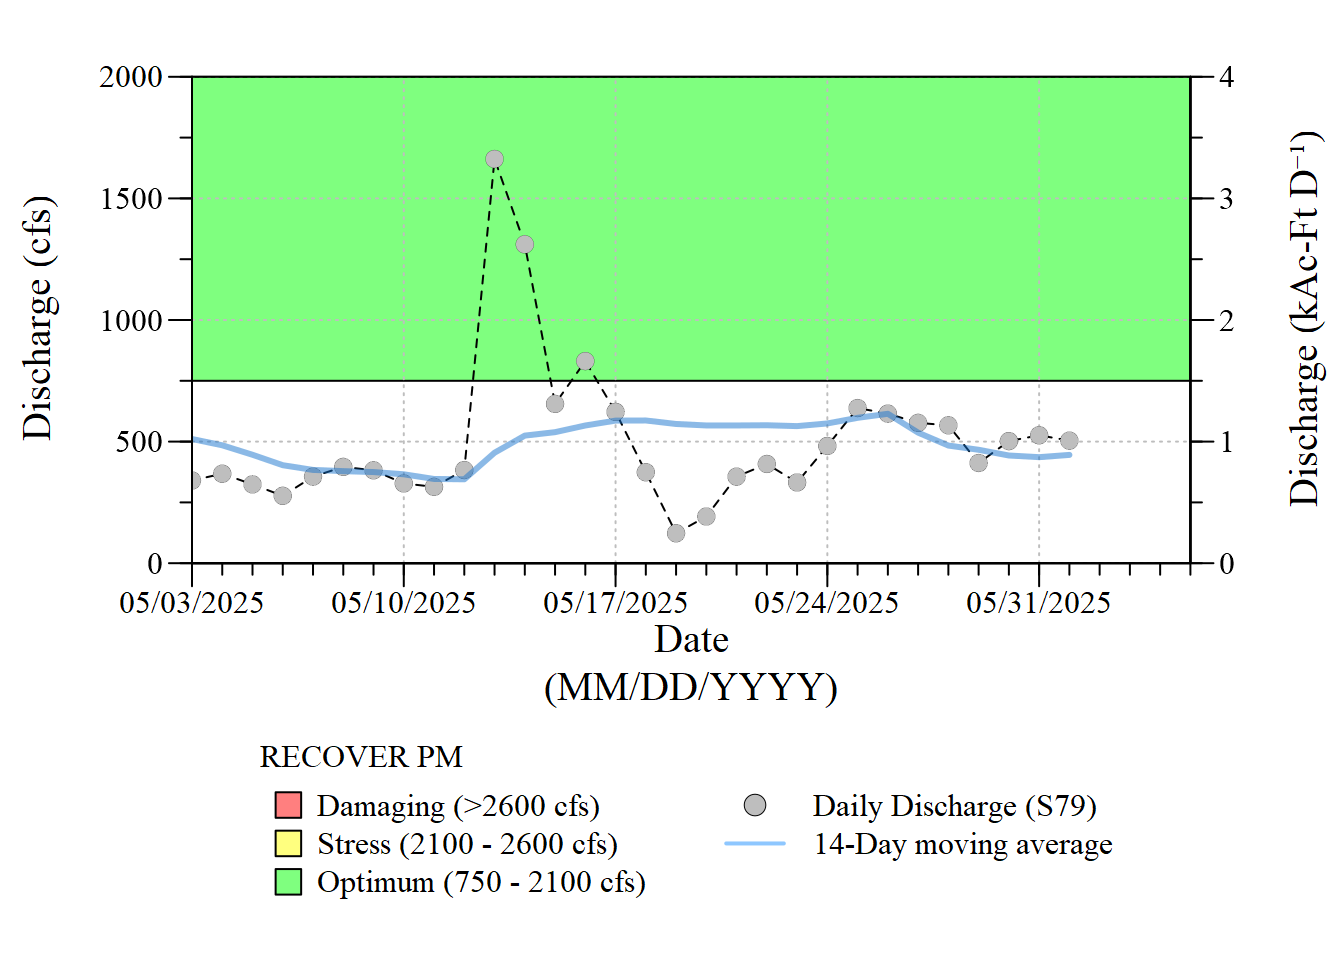 2000
1500
1000
500
0
Discharge (cfs)
4
3
2
1
0
Discharge (kAc-Ft D⁻¹)
05/03/2025 05/10/2025 05/17/2025 05/24/2025 05/31/2025
Date
(MM/DD/YYYY)
RECOVER PM
Damaging (>2600 cfs)
Stress (2100 - 2600 cfs)
Optimum (750 - 2100 cfs)
Daily Discharge (S79)
14-Day moving average